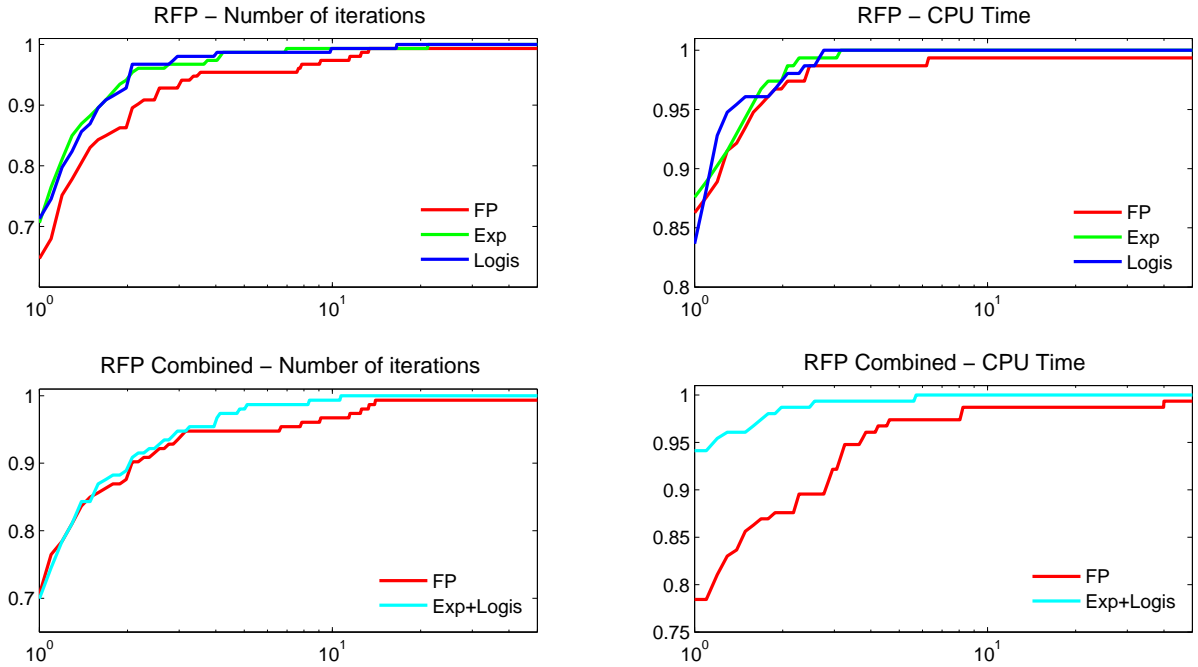 RFP – Number of iterations
1
0.9
0.8
0.7
10^0
10^1
FP
Exp
Logis
RFP – CPU Time
1
0.95
0.9
0.85
0.8
10^0
10^1
FP
Exp
Logis
RFP Combined – Number of iterations
1
0.9
0.8
0.7
10^0
10^1
FP
Exp+Logis
RFP Combined – CPU Time
1
0.95
0.9
0.85
0.8
0.75
10^0
10^1
FP
Exp+Logis